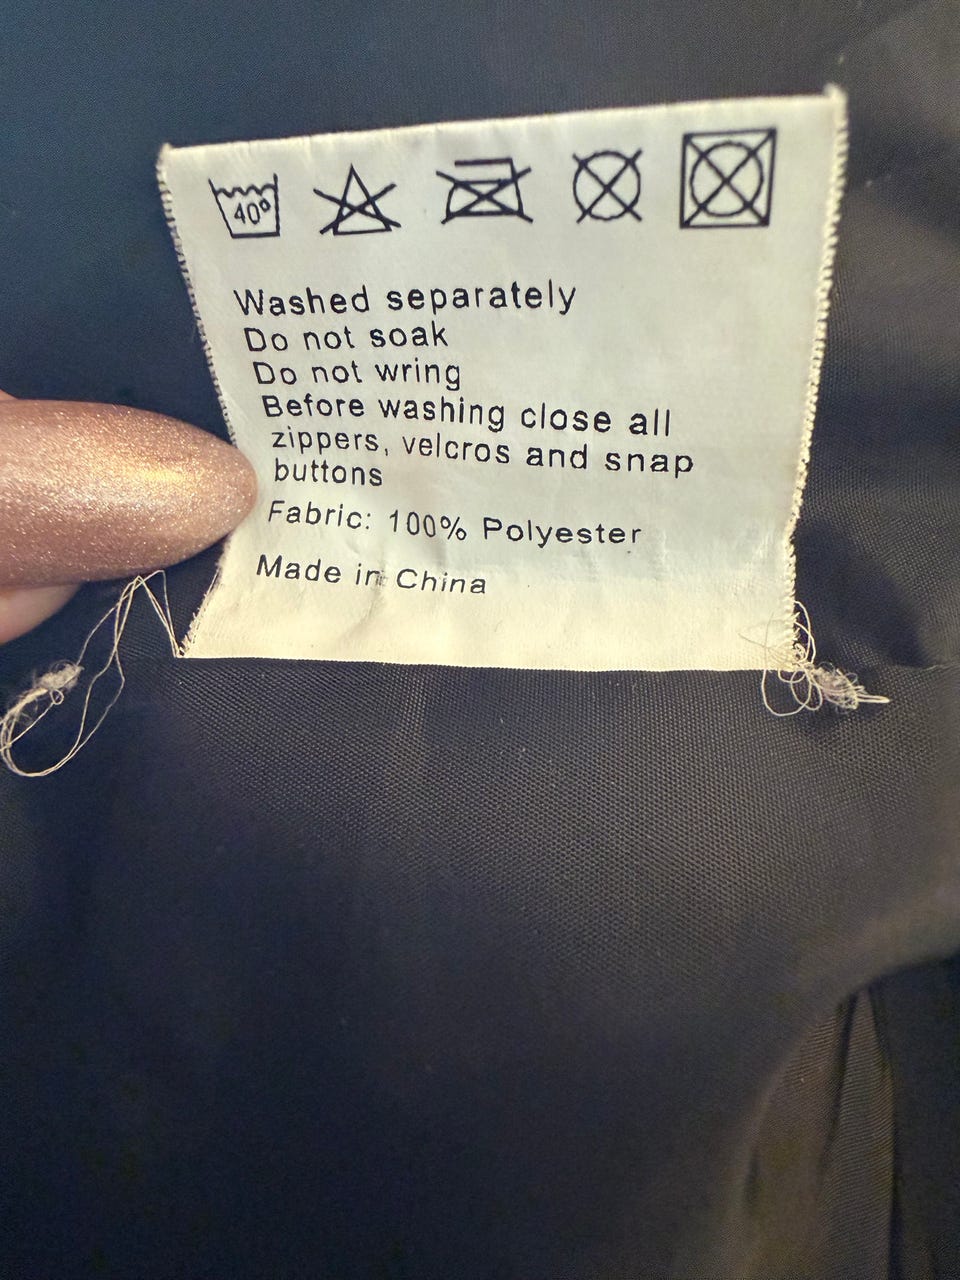 40°
Washed separately
Do not soak
Do not wring
Before washing close all
zippers, velcros and snap
buttons
Fabric: 100% Polyester
Made in China